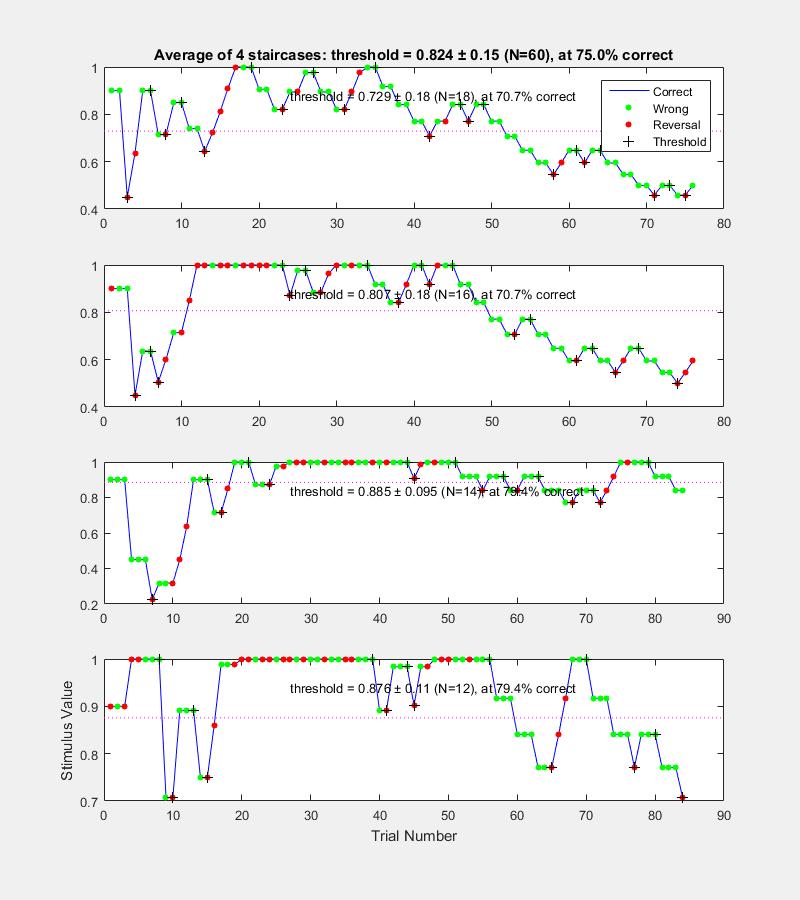 Average of 4 staircases: threshold = 0.824 ± 0.15 (N=60), at 75.0% correct
1
0.8
0.6
0.4
threshold = 0.729 ± 0.18 (N=18), at 70.7% correct
Correct
Wrong
Reversal
Threshold
0 10 20 30 40 50 60 70 80
1
0.8
0.6
0.4
threshold = 0.807 ± 0.18 (N=16), at 70.7% correct
0 10 20 30 40 50 60 70 80
1
0.8
0.6
0.4
0.2
threshold = 0.885 ± 0.095 (N=14), at 79.4% correct
0 10 20 30 40 50 60 70 80 90
1
0.9
0.8
0.7
Stimulus Value
threshold = 0.876 ± 0.11 (N=12), at 79.4% correct
0 10 20 30 40 50 60 70 80 90
Trial Number